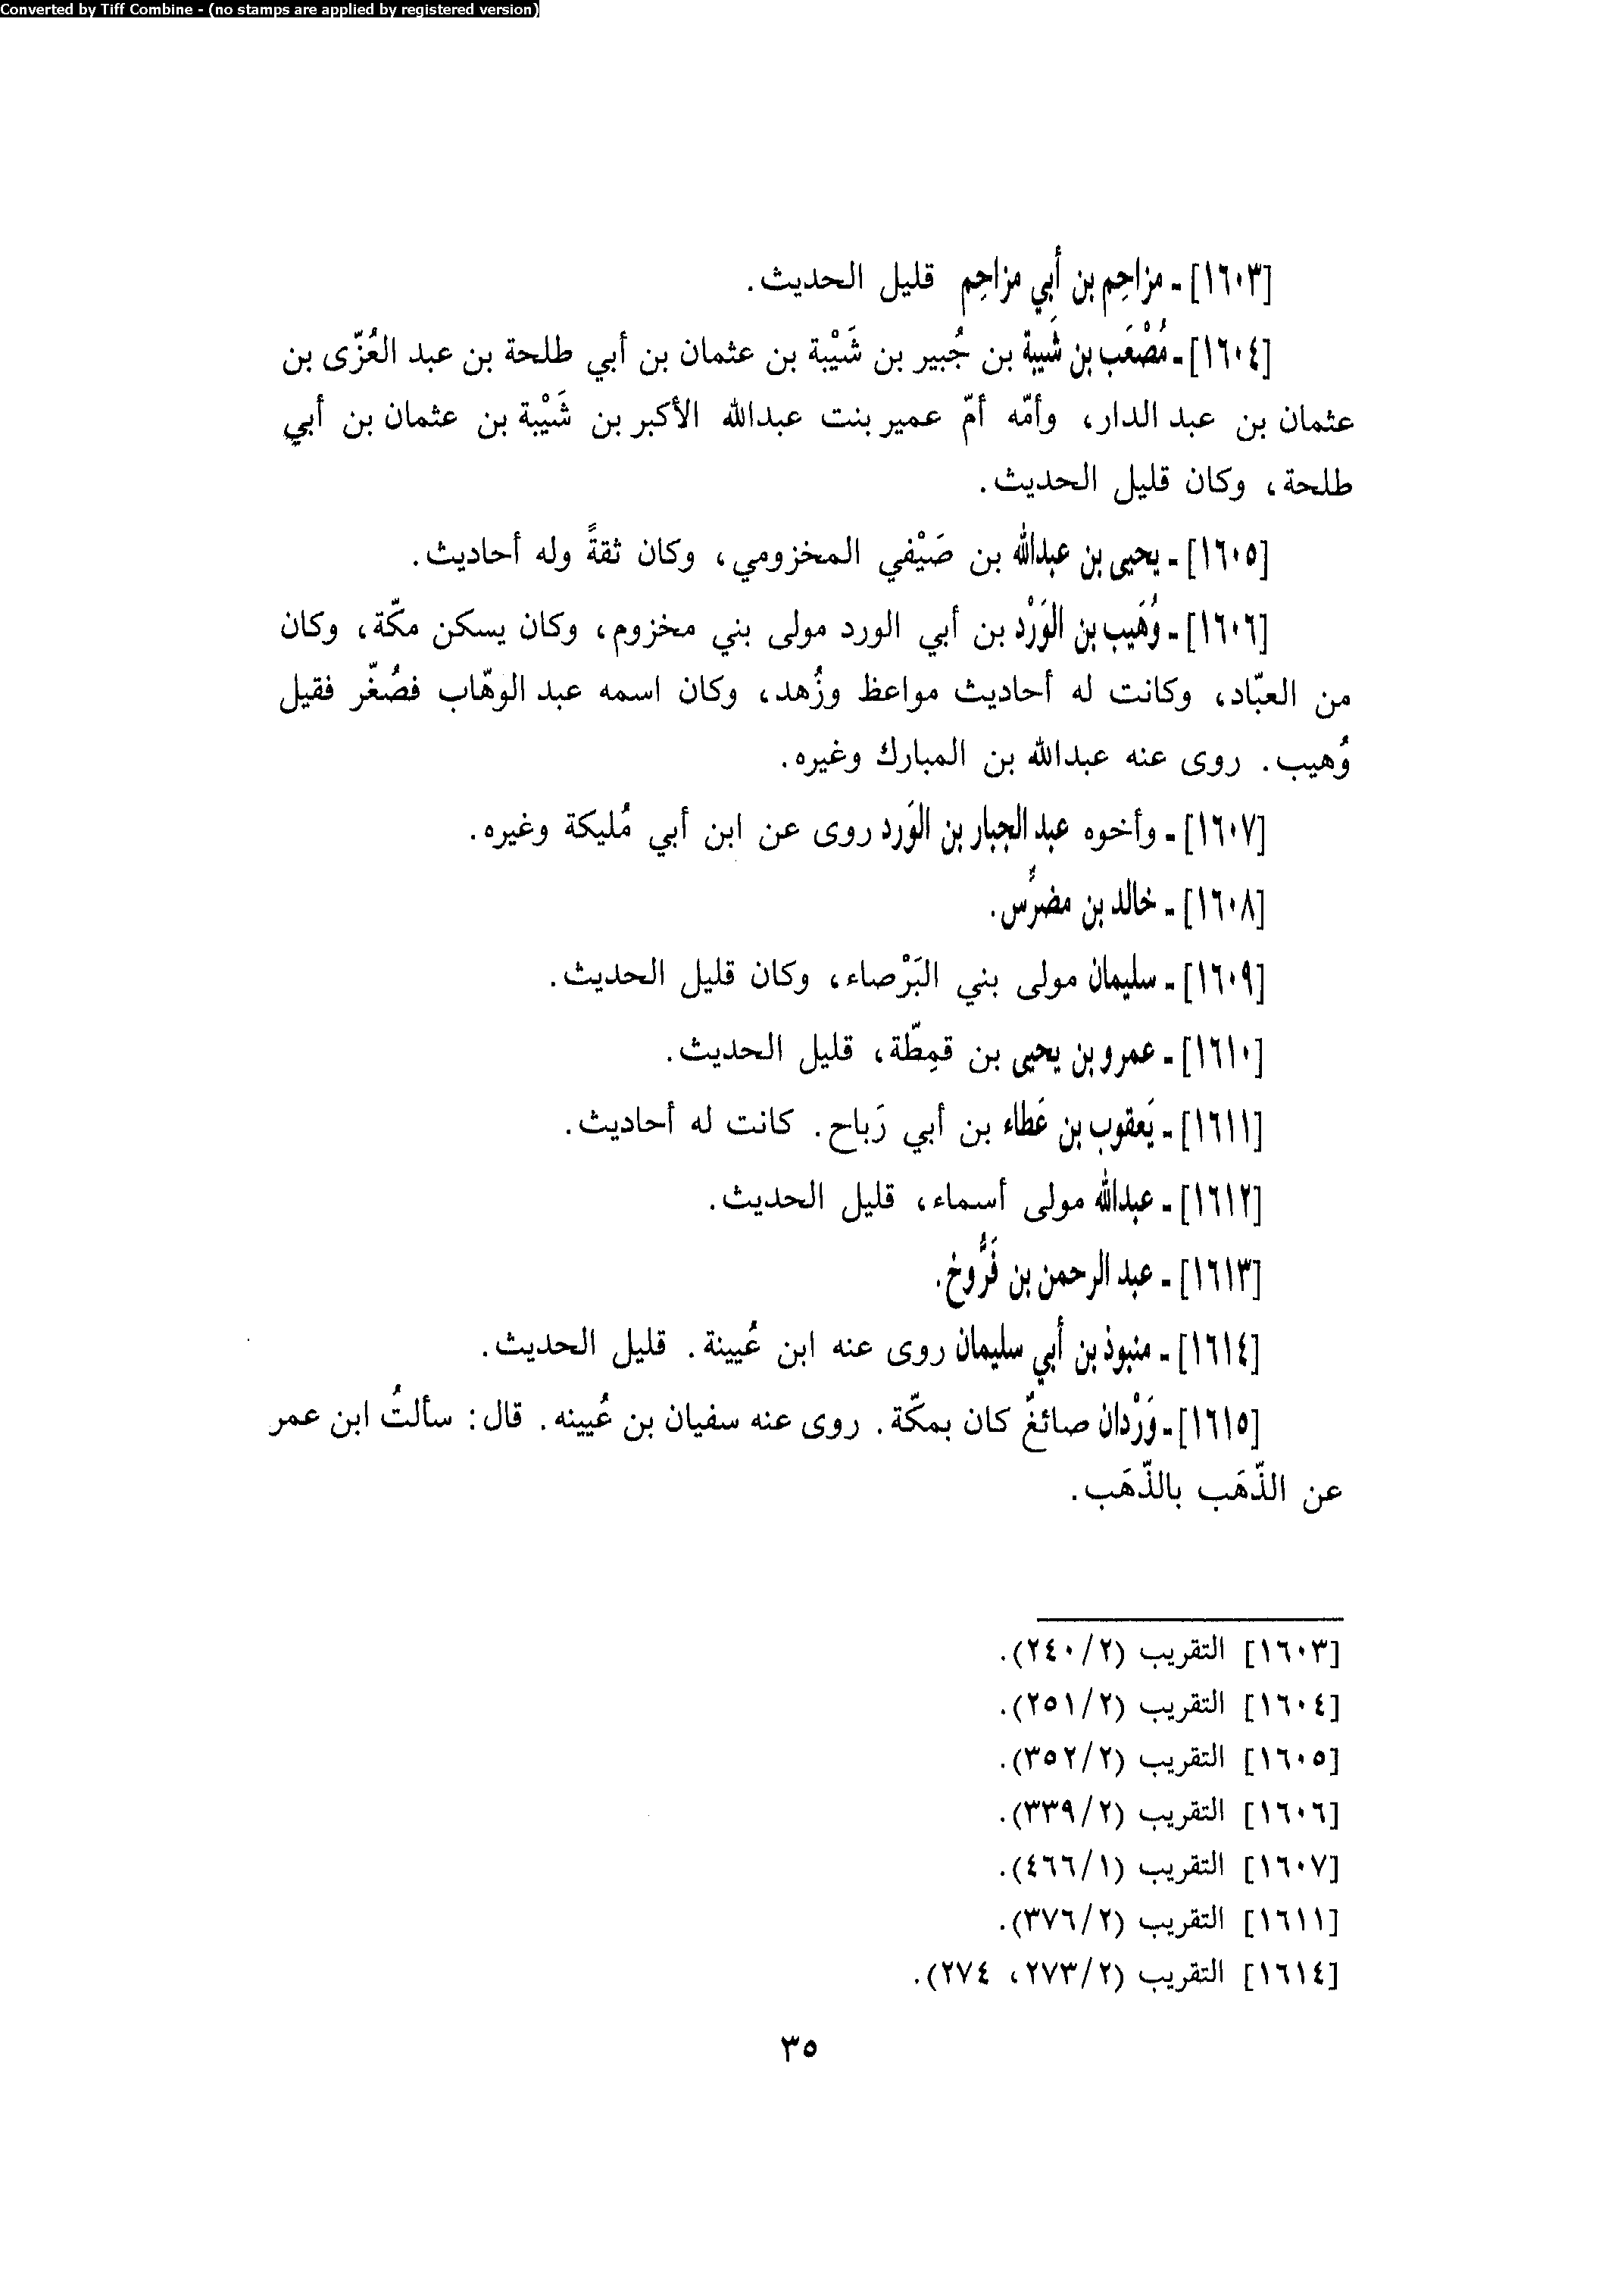 Converted by Tiff Combine - (no stamps are applied by registered version)
[١٦٠٣] ـ مزاحِم بن أبي مزاحِم قليل الحديث.
[١٦٠٤] ـ مُصْعَب بن شَيبة بن جُبير بن شَيْبة بن عثمان بن أبي طلحة بن عبد العُزّى بن
عثمان بن عبد الدار، وأمّه أمّ عمير بنت عبدالله الأكبر بن شَيْبة بن عثمان بن أبي
طلحة، وكان قليل الحديث.
[١٦٠٥] ـ يحيى بن عبدالله بن صَيْفي المخزومي، وكان ثقةً وله أحاديث.
[١٦٠٦] ـ وُهَيب بن الوَرْد بن أبي الورد مولى بني مخزوم، وكان يسكن مكّة، وكان
من العبّاد، وكانت له أحاديث مواعظ وزُهد، وكان اسمه عبد الوهّاب فصُغّر فقيل
وُهيب. روى عنه عبدالله بن المبارك وغيره.
[١٦٠٧] ـ وأخوه عبد الجبار بن الوَرد روى عن ابن أبي مُليكة وغيره.
[١٦٠٨] ـ خالد بن مضرِّس.
[١٦٠٩] ـ سليمان مولى بني البَرْصاء، وكان قليل الحديث.
[١٦١٠] ـ عمرو بن يحيى بن قمِطّة، قليل الحديث.
[١٦١١] ـ يَعقوب بن عَطاء بن أبي رَباح. كانت له أحاديث.
[١٦١٢] ـ عبدالله مولى أسماء، قليل الحديث.
[١٦١٣] ـ عبد الرحمن بن فَرُّوخ.
[١٦١٤] ـ منبوذ بن أبي سليمان روى عنه ابن عُيينة. قليل الحديث.
[١٦١٥] ـ وَرْدان صائغٌ كان بمكّة. روى عنه سفيان بن عُيينه. قال: سألتُ ابن عمر
عن الذّهَب بالذّهَب.
[١٦٠٣] التقريب (٢/ ٢٤٠).
[١٦٠٤] التقريب (٢/ ٢٥١).
[١٦٠٥] التقريب (٢/ ٣٥٢).
[١٦٠٦] التقريب (٢/ ٣٣٩).
[١٦٠٧] التقريب (١/ ٤٦٦).
[١٦١١] التقريب (٢/ ٣٧٦).
[١٦١٤] التقريب (٢/ ٢٧٣، ٢٧٤).
٣٥